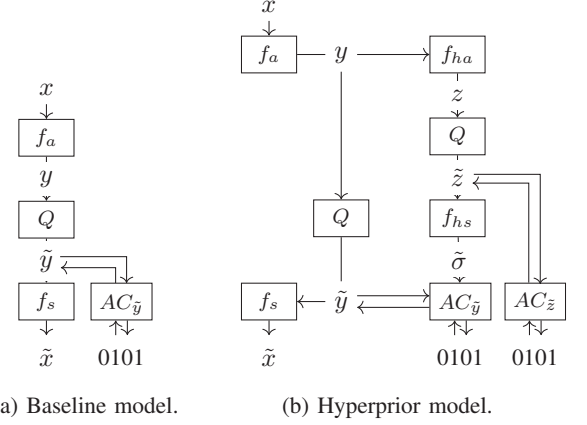 x
f_a
y
Q
ỹ
f_s
AC_ỹ
x̃
0101
a) Baseline model.
x
f_a
y
f_ha
z
Q
z̃
Q
f_hs
σ̃
f_s
ỹ
AC_ỹ
AC_z̃
x̃
0101
0101
(b) Hyperprior model.